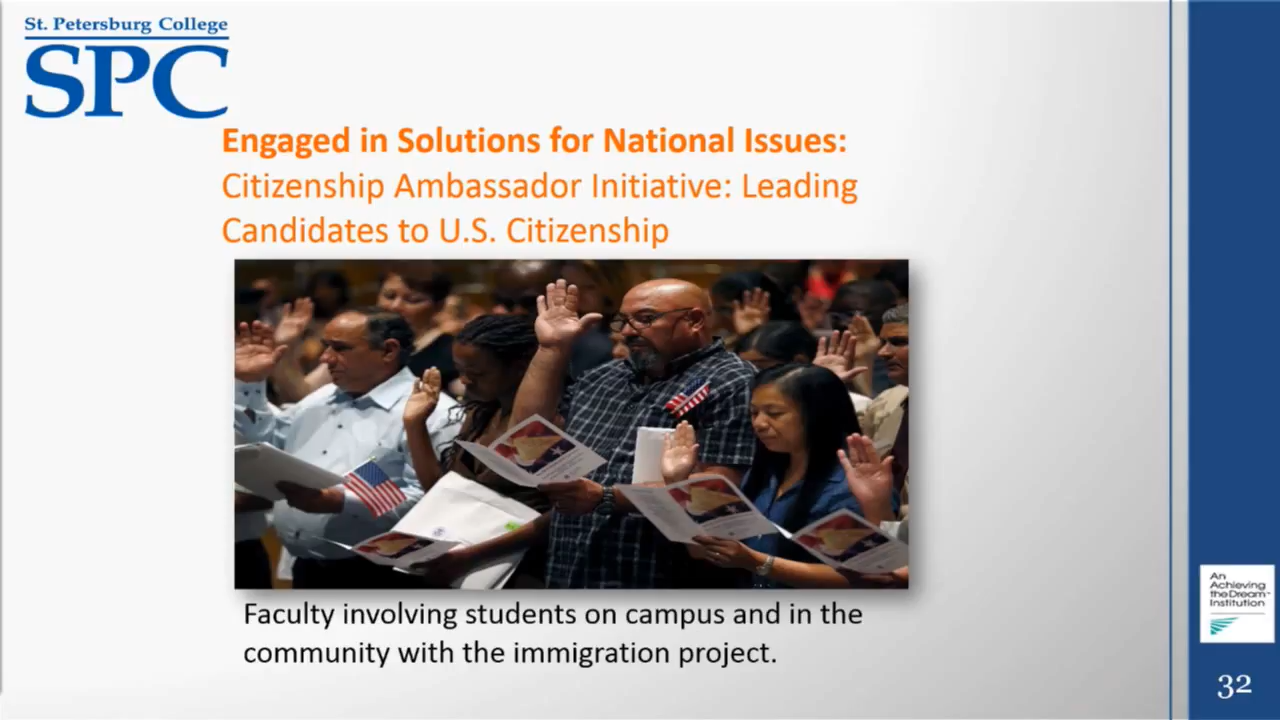 St. Petersburg College
SPC
Engaged in Solutions for National Issues:
Citizenship Ambassador Initiative: Leading
Candidates to U.S. Citizenship
Faculty involving students on campus and in the
community with the immigration project.
An
Achieving
the Dream™
Institution
32